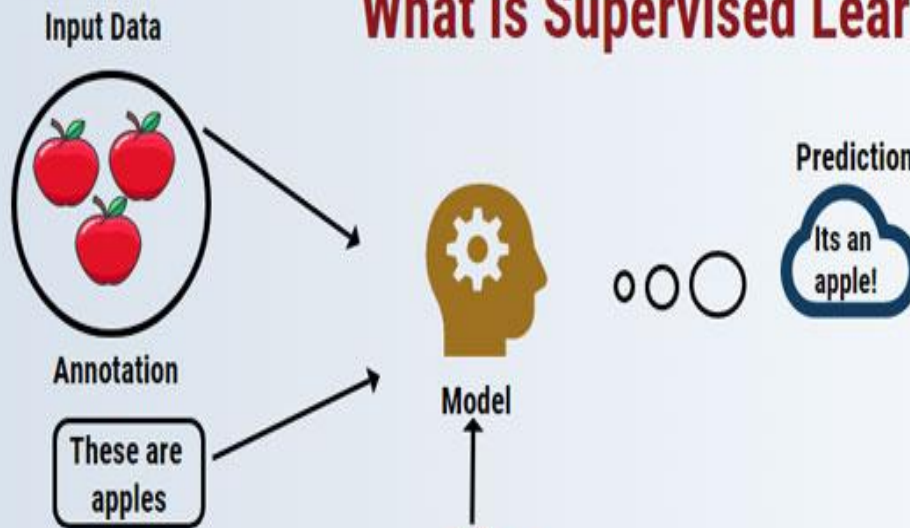 What Is Supervised Lear
Input Data
Prediction
Its an
apple!
Annotation
Model
These are
apples